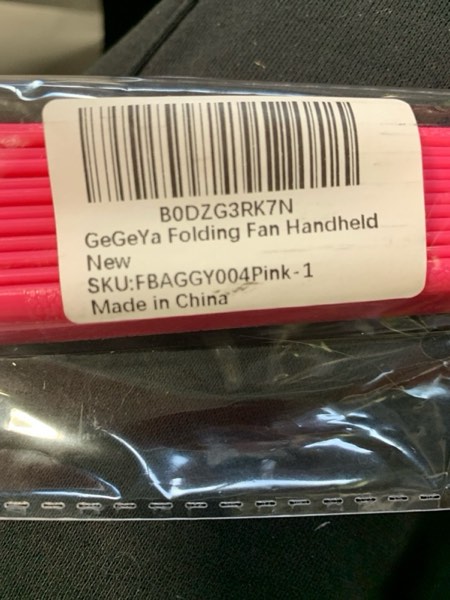 B0DZG3RK7N
GeGeYa Folding Fan Handheld
New
SKU:FBAGGY004Pink-1
Made in China